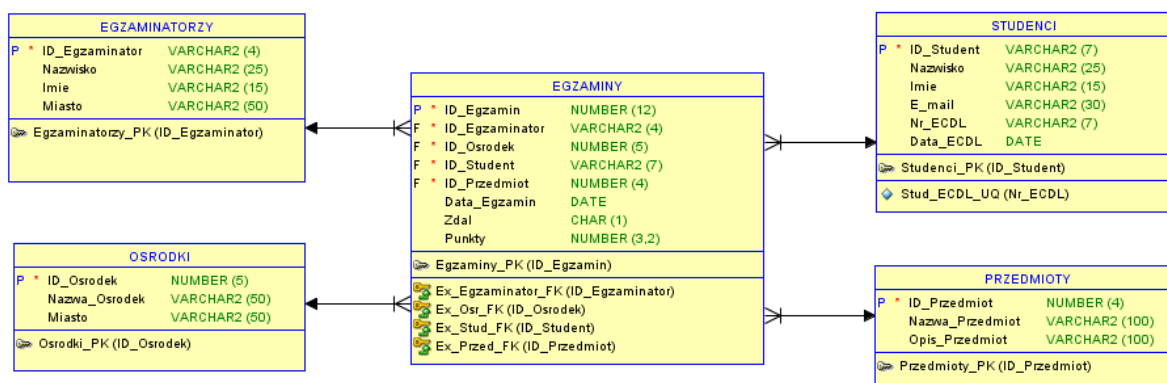 EGZAMINATORZY
P * ID_Egzaminator VARCHAR2 (4)
Nazwisko VARCHAR2 (25)
Imie VARCHAR2 (15)
Miasto VARCHAR2 (50)
Egzaminatorzy_PK (ID_Egzaminator)
OSRODKI
P * ID_Osrodek NUMBER (5)
Nazwa_Osrodek VARCHAR2 (50)
Miasto VARCHAR2 (50)
Osrodki_PK (ID_Osrodek)
EGZAMINY
P * ID_Egzamin NUMBER (12)
F * ID_Egzaminator VARCHAR2 (4)
F * ID_Osrodek NUMBER (5)
F * ID_Student VARCHAR2 (7)
F * ID_Przedmiot NUMBER (4)
Data_Egzamin DATE
Zdal CHAR (1)
Punkty NUMBER (3,2)
Egzaminy_PK (ID_Egzamin)
Ex_Egzaminator_FK (ID_Egzaminator)
Ex_Osr_FK (ID_Osrodek)
Ex_Stud_FK (ID_Student)
Ex_Przed_FK (ID_Przedmiot)
STUDENCI
P * ID_Student VARCHAR2 (7)
Nazwisko VARCHAR2 (25)
Imie VARCHAR2 (15)
E_mail VARCHAR2 (30)
Nr_ECDL VARCHAR2 (7)
Data_ECDL DATE
Studenci_PK (ID_Student)
Stud_ECDL_UQ (Nr_ECDL)
PRZEDMIOTY
P * ID_Przedmiot NUMBER (4)
Nazwa_Przedmiot VARCHAR2 (100)
Opis_Przedmiot VARCHAR2 (100)
Przedmioty_PK (ID_Przedmiot)